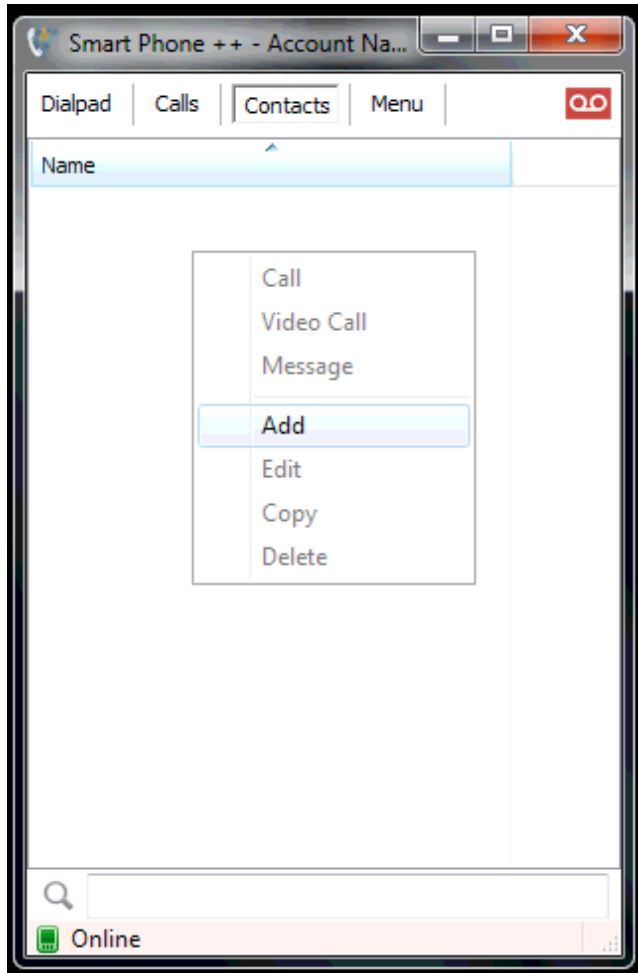 Smart Phone ++ - Account Na...
Dialpad Calls Contacts Menu
Name
Call
Video Call
Message
Add
Edit
Copy
Delete
Online